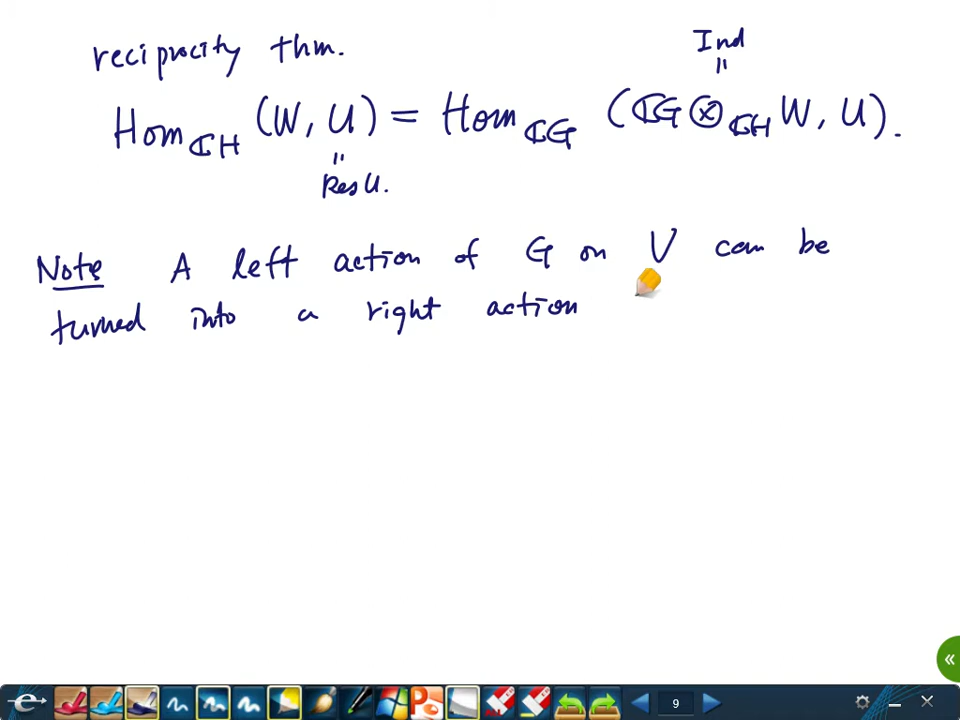 reciprocity thm.
Ind
"
Hom_ℂH (W, U) = Hom_ℂG (ℂG ⊗_ℂH W, U).
"
Res U.
Note A left action of G on V can be
turned into a right action
9